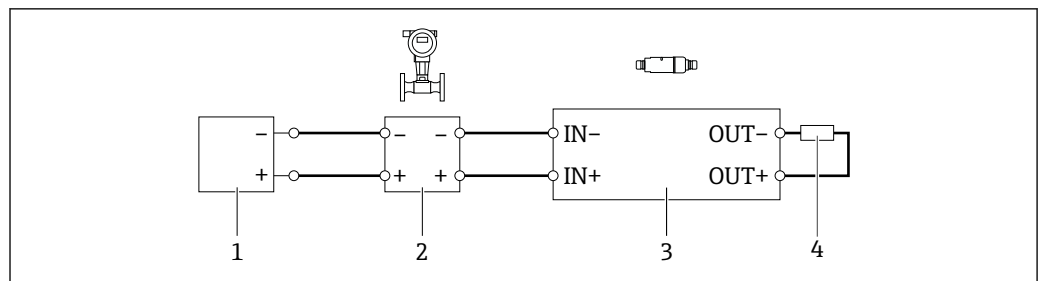 − − − IN− OUT−
+ + + IN+ OUT+
1 2 3 4